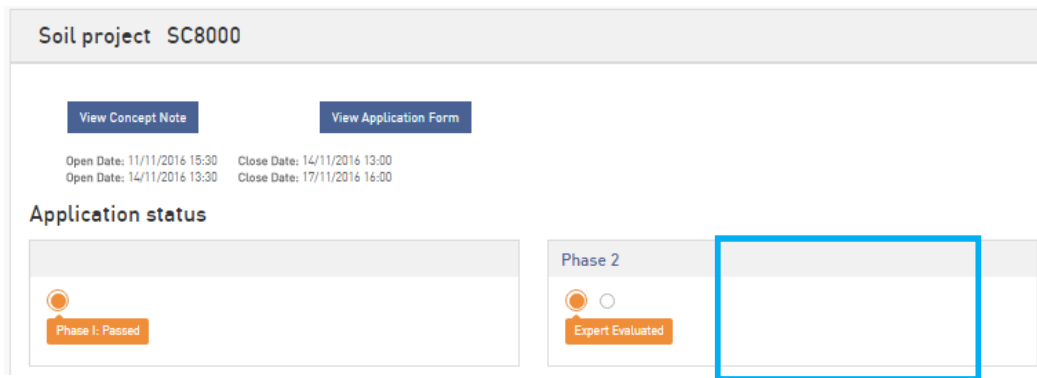 Soil project SC8000
View Concept Note View Application Form
Open Date: 11/11/2016 15:30 Close Date: 14/11/2016 13:00
Open Date: 14/11/2016 13:30 Close Date: 17/11/2016 16:00
Application status
Phase 2
Phase I: Passed Expert Evaluated